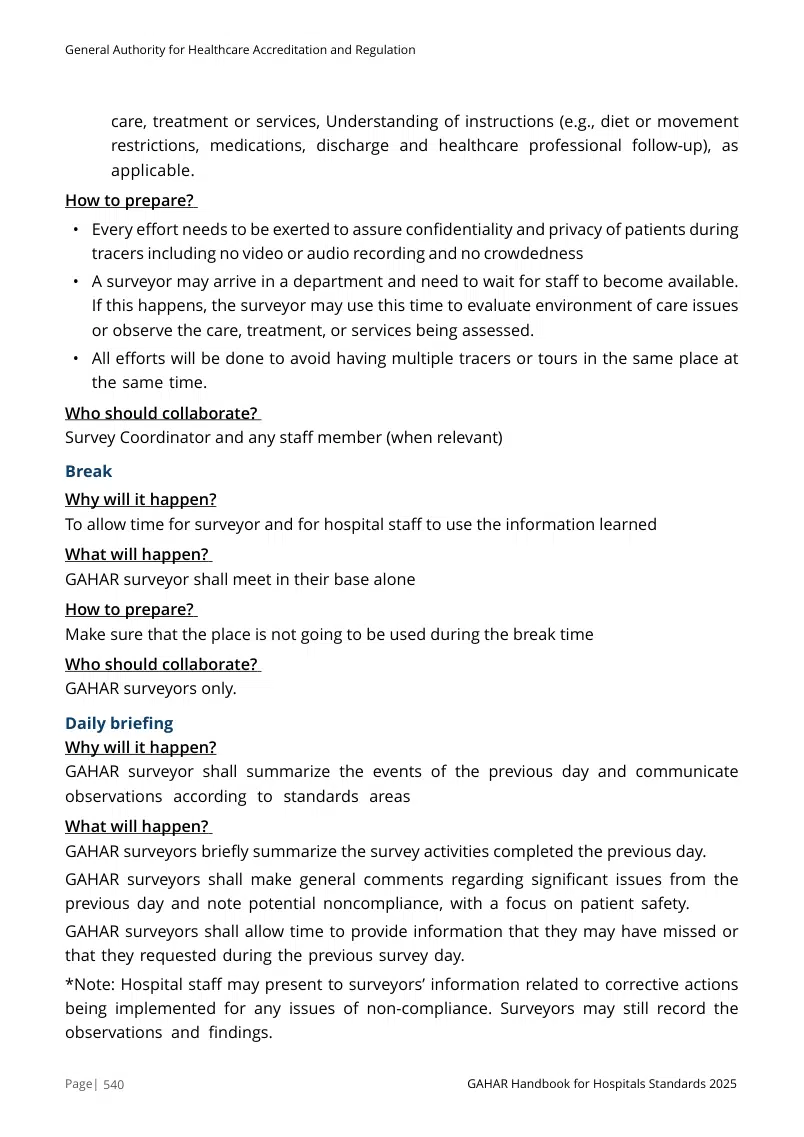 General Authority for Healthcare Accreditation and Regulation
care, treatment or services, Understanding of instructions (e.g., diet or movement
restrictions, medications, discharge and healthcare professional follow-up), as
applicable.
How to prepare?
• Every effort needs to be exerted to assure confidentiality and privacy of patients during
tracers including no video or audio recording and no crowdedness
• A surveyor may arrive in a department and need to wait for staff to become available.
If this happens, the surveyor may use this time to evaluate environment of care issues
or observe the care, treatment, or services being assessed.
• All efforts will be done to avoid having multiple tracers or tours in the same place at
the same time.
Who should collaborate?
Survey Coordinator and any staff member (when relevant)
Break
Why will it happen?
To allow time for surveyor and for hospital staff to use the information learned
What will happen?
GAHAR surveyor shall meet in their base alone
How to prepare?
Make sure that the place is not going to be used during the break time
Who should collaborate?
GAHAR surveyors only.
Daily briefing
Why will it happen?
GAHAR surveyor shall summarize the events of the previous day and communicate
observations according to standards areas
What will happen?
GAHAR surveyors briefly summarize the survey activities completed the previous day.
GAHAR surveyors shall make general comments regarding significant issues from the
previous day and note potential noncompliance, with a focus on patient safety.
GAHAR surveyors shall allow time to provide information that they may have missed or
that they requested during the previous survey day.
*Note: Hospital staff may present to surveyors’ information related to corrective actions
being implemented for any issues of non-compliance. Surveyors may still record the
observations and findings.
Page| 540
GAHAR Handbook for Hospitals Standards 2025